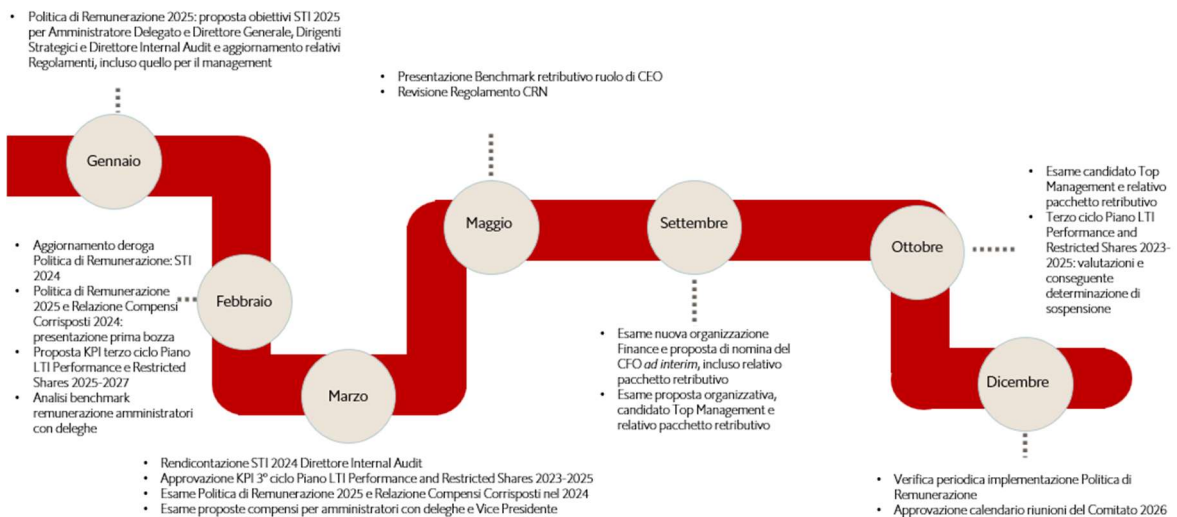 • Politica di Remunerazione 2025: proposta obiettivi STI 2025
per Amministratore Delegato e Direttore Generale, Dirigenti
Strategici e Direttore Internal Audit e aggiornamento relativi
Regolamenti, incluso quello per il management
Gennaio
• Aggiornamento deroga
Politica di Remunerazione: STI
2024
• Politica di Remunerazione
2025 e Relazione Compensi
Corrisposti 2024:
presentazione prima bozza
• Proposta KPI terzo ciclo Piano
LTI Performance e Restricted
Shares 2025-2027
• Analisi benchmark
remunerazione amministratori
con deleghe
Febbraio
Marzo
• Rendicontazione STI 2024 Direttore Internal Audit
• Approvazione KPI 3° ciclo Piano LTI Performance and Restricted Shares 2023-2025
• Esame Politica di Remunerazione 2025 e Relazione Compensi Corrisposti nel 2024
• Esame proposte compensi per amministratori con deleghe e Vice Presidente
• Presentazione Benchmark retributivo ruolo di CEO
• Revisione Regolamento CRN
Maggio
Settembre
• Esame nuova organizzazione
Finance e proposta di nomina del
CFO ad interim, incluso relativo
pacchetto retributivo
• Esame proposta organizzativa,
candidato Top Management e
relativo pacchetto retributivo
Ottobre
• Esame candidato Top
Management e relativo
pacchetto retributivo
• Terzo ciclo Piano LTI
Performance and
Restricted Shares 2023-
2025: valutazioni e
conseguente
determinazione di
sospensione
Dicembre
• Verifica periodica implementazione Politica di
Remunerazione
• Approvazione calendario riunioni del Comitato 2026